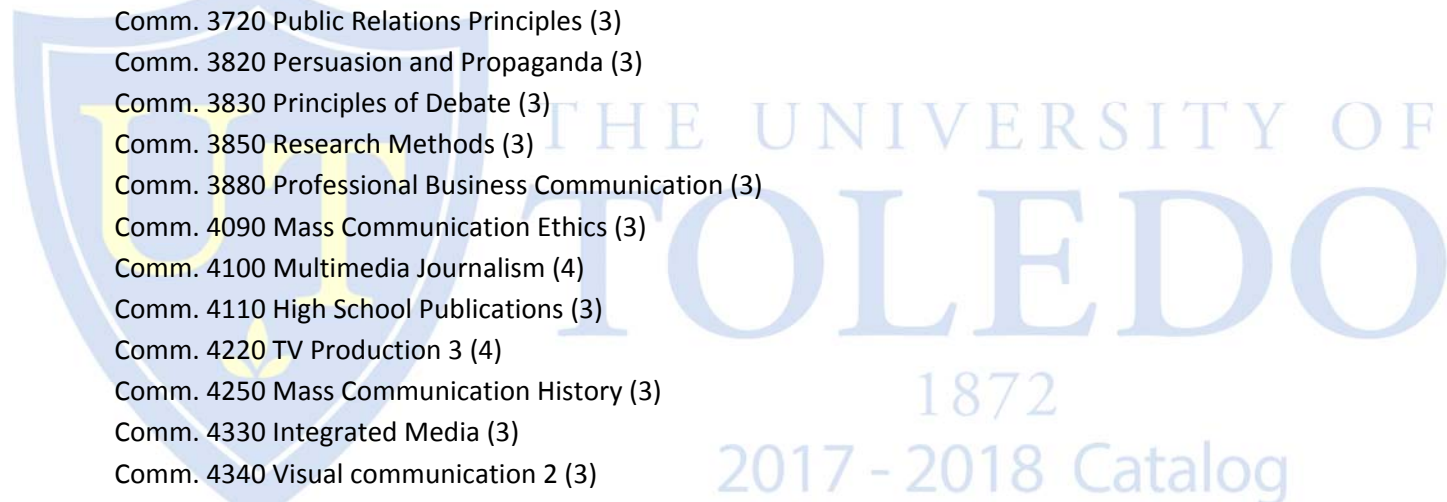 Comm. 3720 Public Relations Principles (3)
Comm. 3820 Persuasion and Propaganda (3)
Comm. 3830 Principles of Debate (3)
Comm. 3850 Research Methods (3)
Comm. 3880 Professional Business Communication (3)
Comm. 4090 Mass Communication Ethics (3)
Comm. 4100 Multimedia Journalism (4)
Comm. 4110 High School Publications (3)
Comm. 4220 TV Production 3 (4)
Comm. 4250 Mass Communication History (3)
Comm. 4330 Integrated Media (3)
Comm. 4340 Visual communication 2 (3)
UT
THE UNIVERSITY OF
TOLEDO
1872
2017 - 2018 Catalog